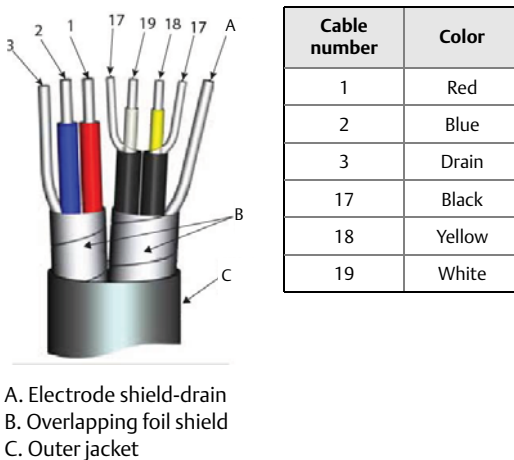 3 2 1 17 19 18 17 A
B
C
Cable number Color
1 Red
2 Blue
3 Drain
17 Black
18 Yellow
19 White
A. Electrode shield-drain
B. Overlapping foil shield
C. Outer jacket